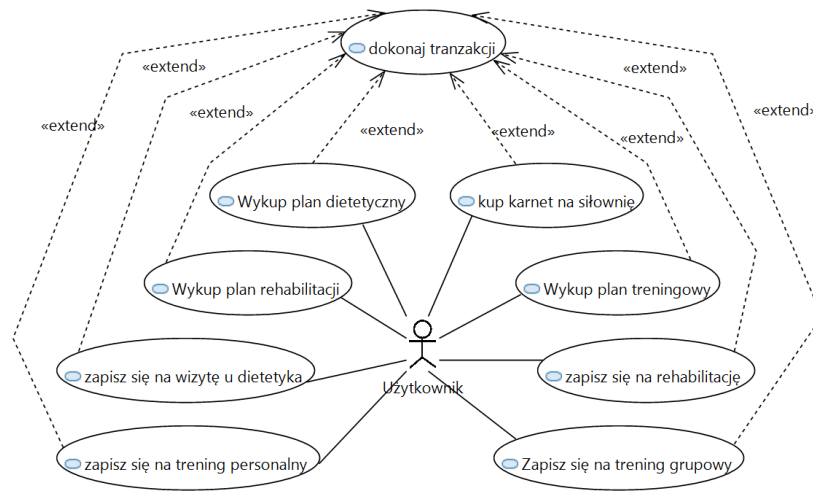 dokonaj tranzakcji
«extend»
«extend»
«extend»
«extend»
«extend»
«extend»
«extend»
«extend»
Wykup plan dietetyczny
kup karnet na siłownię
Wykup plan rehabilitacji
Wykup plan treningowy
zapisz się na wizytę u dietetyka
zapisz się na rehabilitację
Użytkownik
zapisz się na trening personalny
Zapisz się na trening grupowy